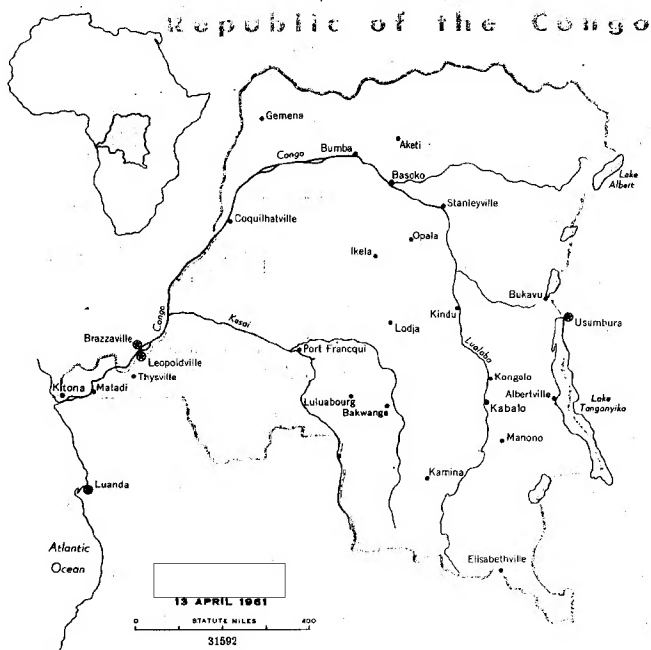 Republic of the Congo
Gemena
Bumba
Aketi
Congo
Basoko
Lake
Albert
Stanleyville
Coquilhatville
Opala
Ikela
Bukavu
Congo
Kasai
Kindu
Usumbura
Brazzaville
Lodja
Lualaba
Leopoldville
Port Francqui
Thysville
Kitona
Matadi
Kongolo
Luluabourg
Albertville
Lake
Tanganyika
Bakwanga
Kabalo
Manono
Kamina
Luanda
Atlantic
Ocean
Elisabethville
13 APRIL 1961
STATUTE MILES
0 400
31592